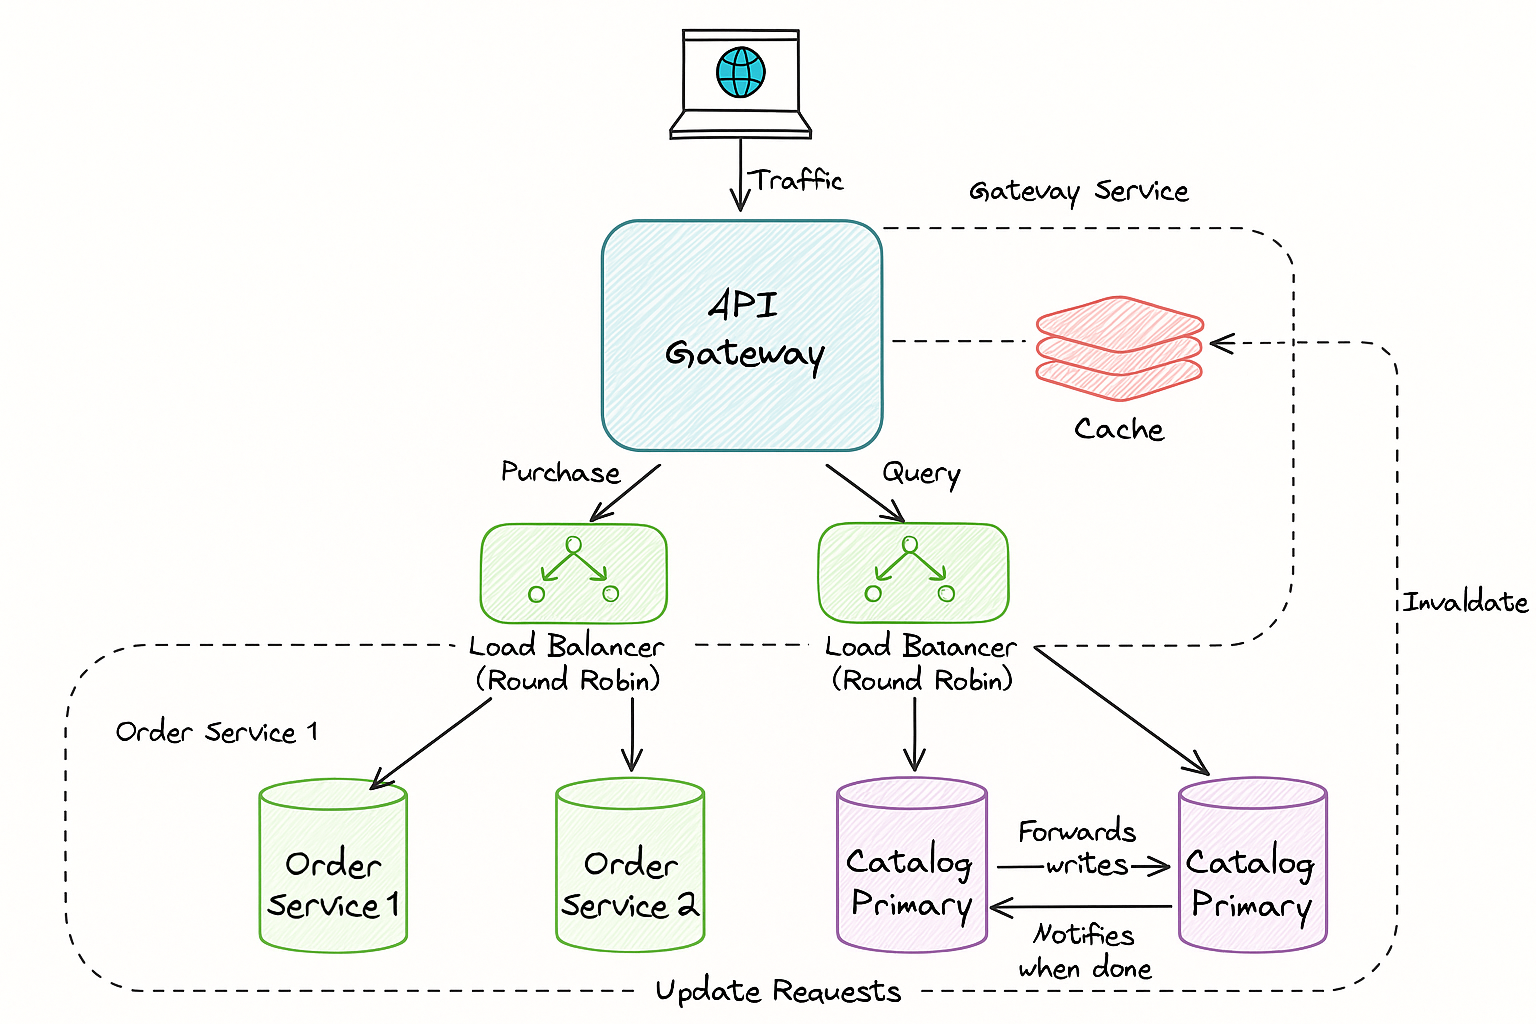 Traffic
Gatevay Service
API
Gateway
Cache
Purchase
Query
Invaldate
Load Balancer
(Round Robin)
Load Batancer
(Round Robin)
Order Service 1
Order
Service 1
Order
Service 2
Catalog
Primary
Forwards
writes
Catalog
Primary
Notifies
when done
Update Requests